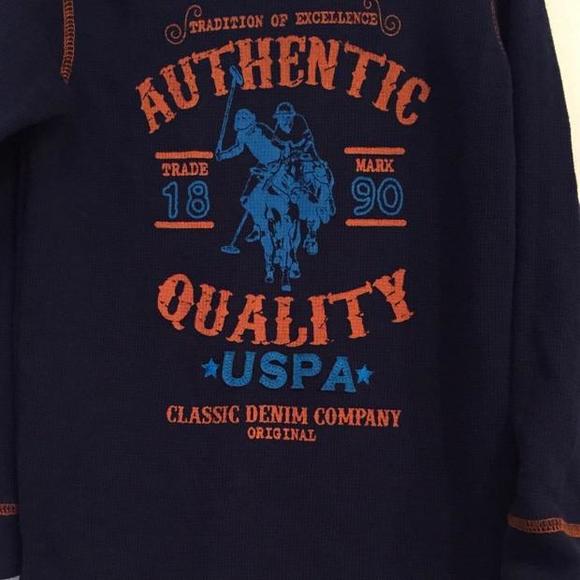 TRADITION OF EXCELLENCE
AUTHENTIC
TRADE MARK
18 90
QUALITY
★USPA★
CLASSIC DENIM COMPANY
ORIGINAL